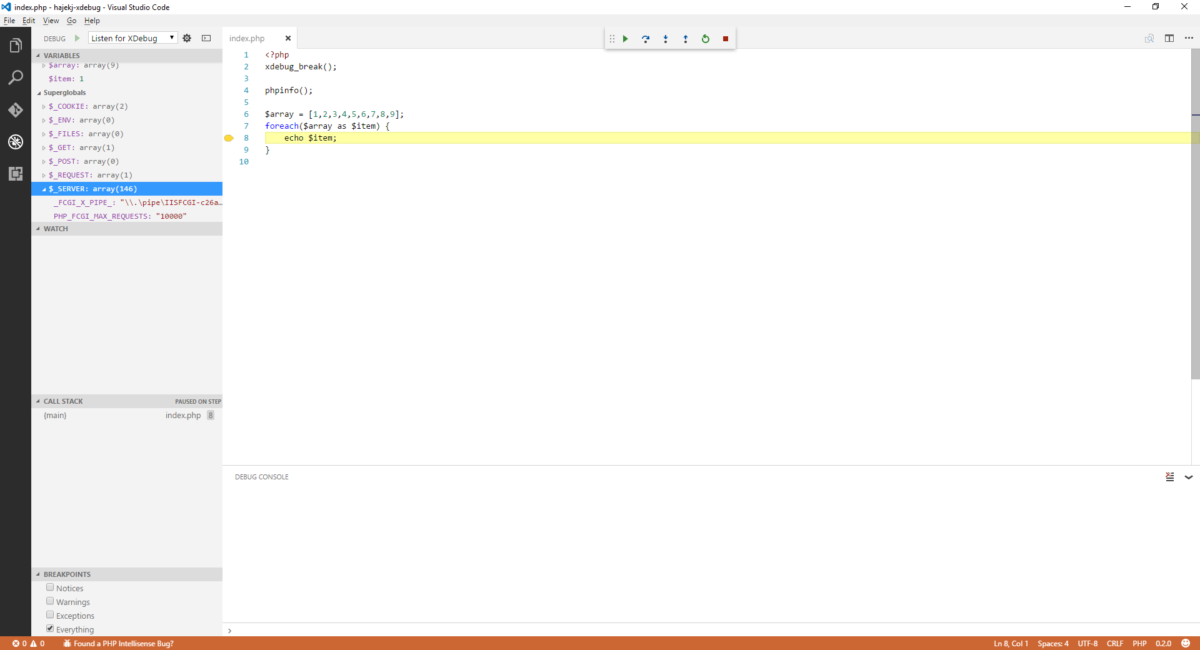 index.php - hajekj-xdebug - Visual Studio Code
File Edit View Go Help
DEBUG Listen for XDebug
VARIABLES
$array: array(9)
$item: 1
Superglobals
$_COOKIE: array(2)
$_ENV: array(0)
$_FILES: array(0)
$_GET: array(1)
$_POST: array(0)
$_REQUEST: array(1)
$_SERVER: array(146)
_FCGI_X_PIPE_: "\\.\pipe\IISFCGI-c26a…
PHP_FCGI_MAX_REQUESTS: "10000"
WATCH
CALL STACK PAUSED ON STEP
(main) index.php 8
BREAKPOINTS
Notices
Warnings
Exceptions
Everything
index.php
1 <?php
2 xdebug_break();
3
4 phpinfo();
5
6 $array = [1,2,3,4,5,6,7,8,9];
7 foreach($array as $item) {
8 echo $item;
9 }
10
DEBUG CONSOLE
0 0 Found a PHP Intellisense Bug? Ln 8, Col 1 Spaces: 4 UTF-8 CRLF PHP 0.2.0